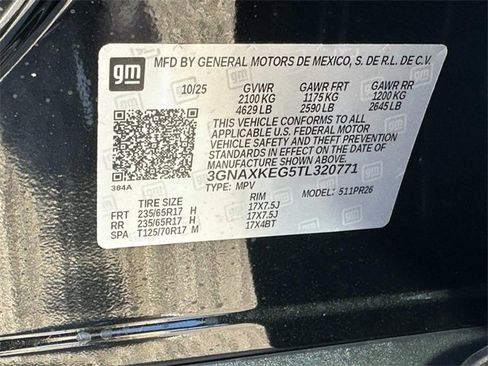 gm
MFD BY GENERAL MOTORS DE MEXICO, S. DE R.L. DE C.V.
10/25 GVWR GAWR FRT GAWR RR
2100 KG 1175 KG 1200 KG
4629 LB 2590 LB 2645 LB
THIS VEHICLE CONFORMS TO ALL
APPLICABLE U.S. FEDERAL MOTOR
VEHICLE SAFETY AND THEFT PREVENTION
STANDARDS IN EFFECT ON THE DATE OF
MANUFACTURE SHOWN ABOVE.
3GNAXKEG5TL320771
384A TYPE: MPV MODEL: 511PR26
TIRE SIZE RIM
FRT 235/65R17 H 17X7.5J
RR 235/65R17 H 17X7.5J
SPA T125/70R17 M 17X4BT